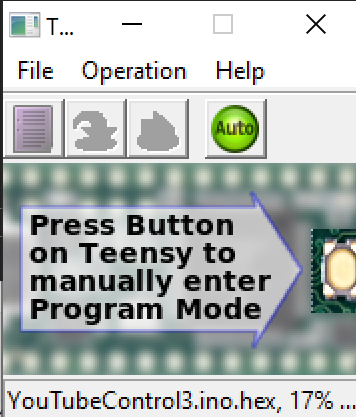 T...
File Operation Help
Auto
Press Button
on Teensy to
manually enter
Program Mode
YouTubeControl3.ino.hex, 17% ...